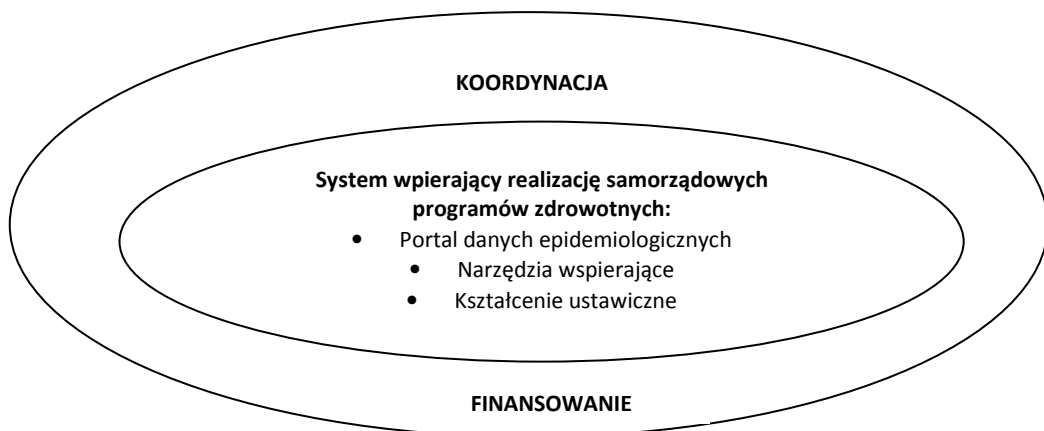 KOORDYNACJA
System wpierający realizację samorządowych
programów zdrowotnych:
• Portal danych epidemiologicznych
• Narzędzia wspierające
• Kształcenie ustawiczne
FINANSOWANIE